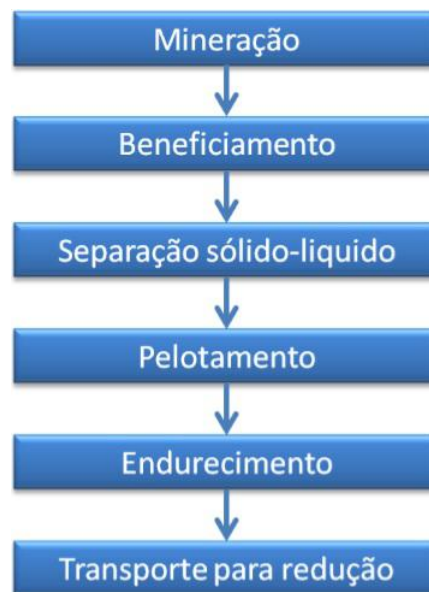 Mineração
Beneficiamento
Separação sólido-liquido
Pelotamento
Endurecimento
Transporte para redução